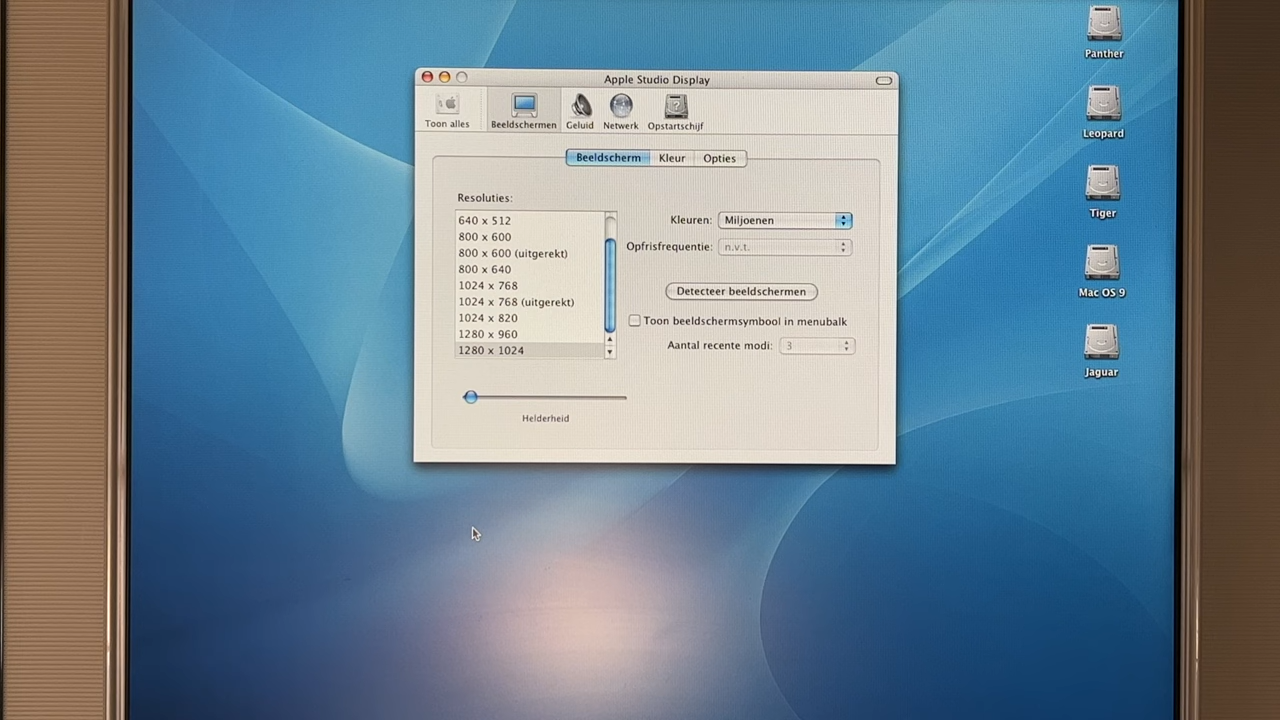 Apple Studio Display
Toon alles
Beeldschermen
Geluid
Netwerk
Opstartschijf
Beeldscherm
Kleur
Opties
Resoluties:
640 x 512
800 x 600
800 x 600 (uitgerekt)
800 x 640
1024 x 768
1024 x 768 (uitgerekt)
1024 x 820
1280 x 960
1280 x 1024
Helderheid
Kleuren: Miljoenen
Opfrisfrequentie: n.v.t.
Detecteer beeldschermen
Toon beeldschermsymbool in menubalk
Aantal recente modi: 3
Panther
Leopard
Tiger
Mac OS 9
Jaguar